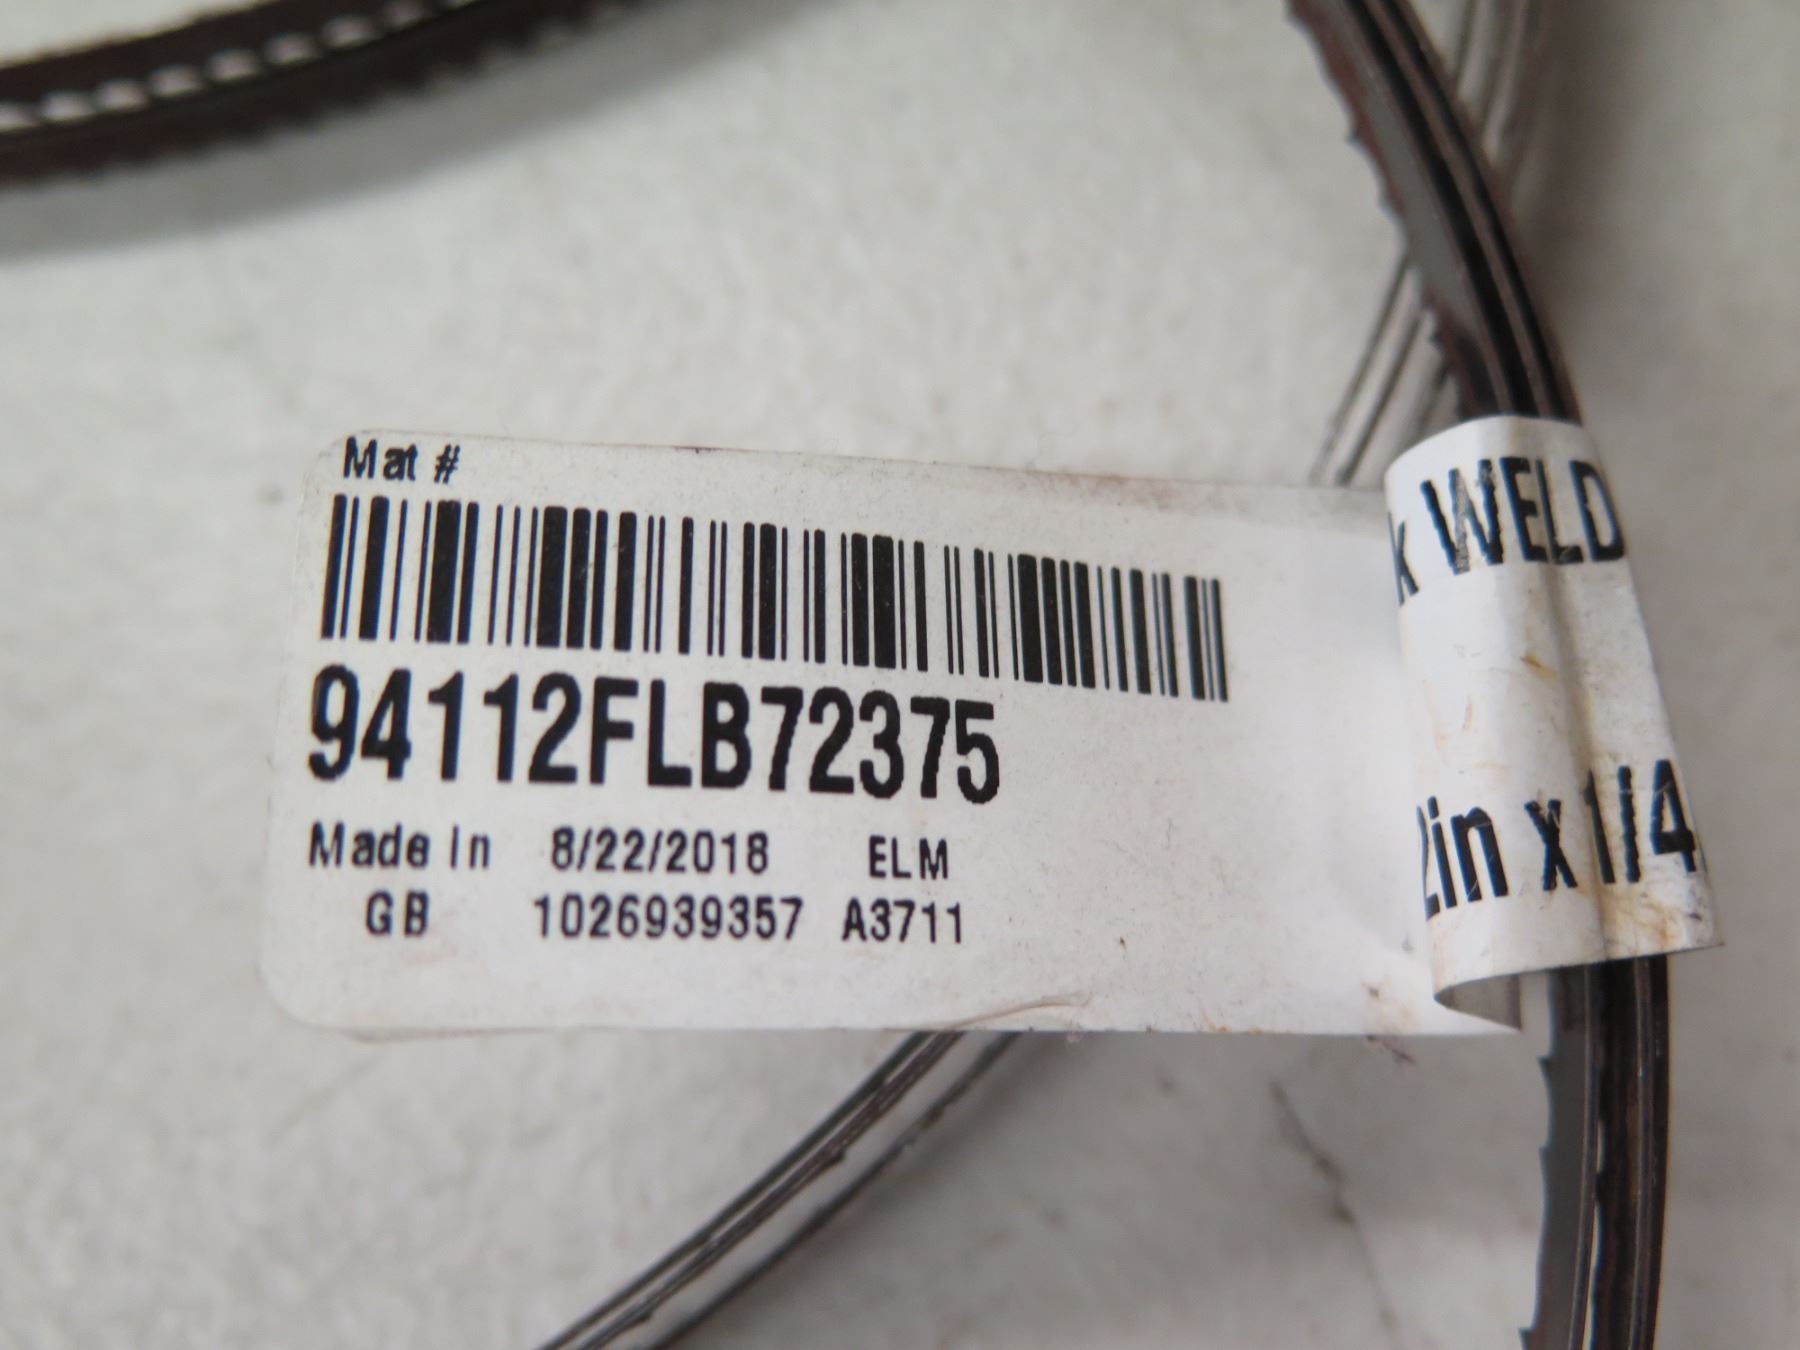 Mat #
94112FLB72375
Made In 8/22/2018 ELM
GB 1026939357 A3711
k WELD
2in x 1/4